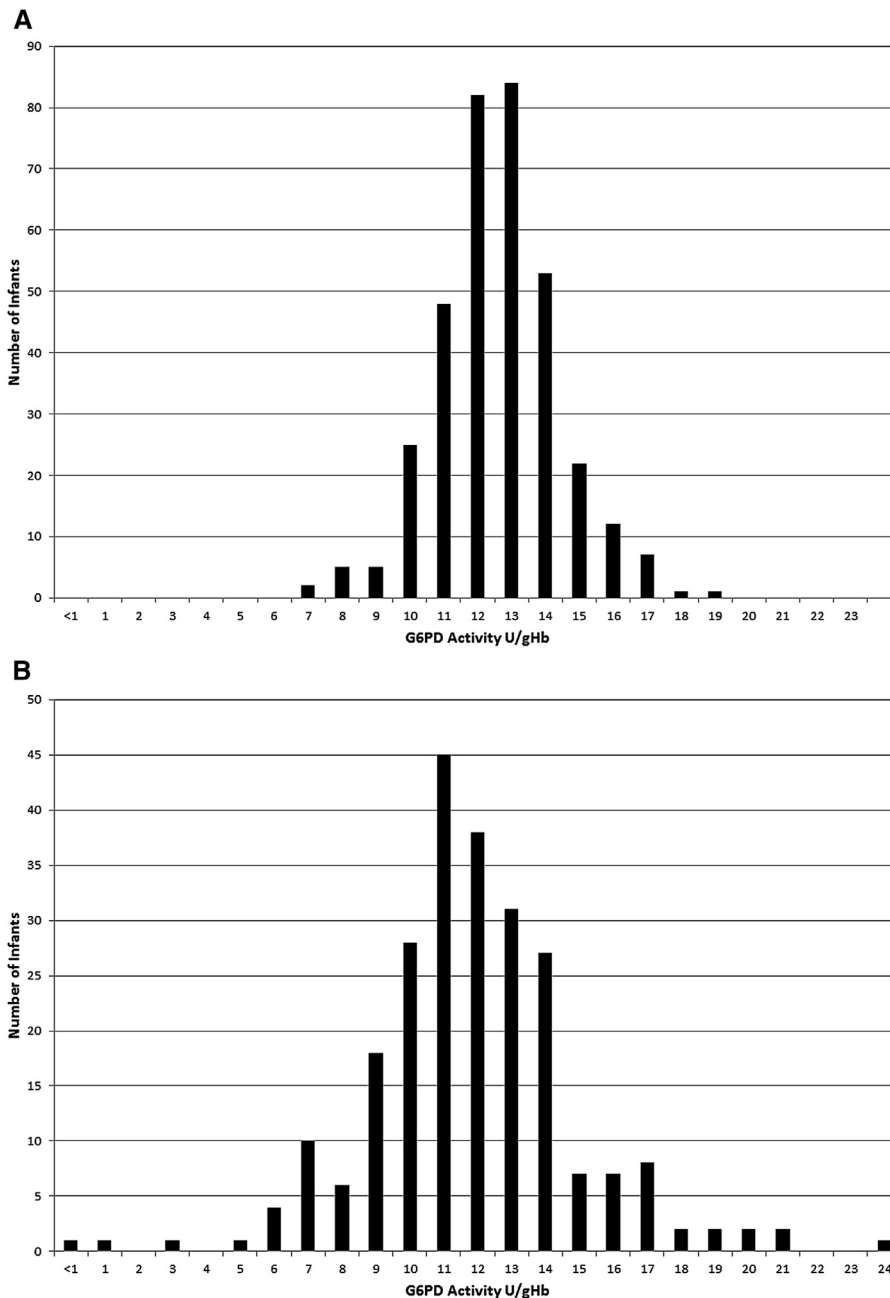 A
90
80
70
60
50
40
30
20
10
0
Number of Infants
<1 1 2 3 4 5 6 7 8 9 10 11 12 13 14 15 16 17 18 19 20 21 22 23
G6PD Activity U/gHb
B
50
45
40
35
30
25
20
15
10
5
0
Number of Infants
<1 1 2 3 4 5 6 7 8 9 10 11 12 13 14 15 16 17 18 19 20 21 22 23 24
G6PD Activity U/gHb